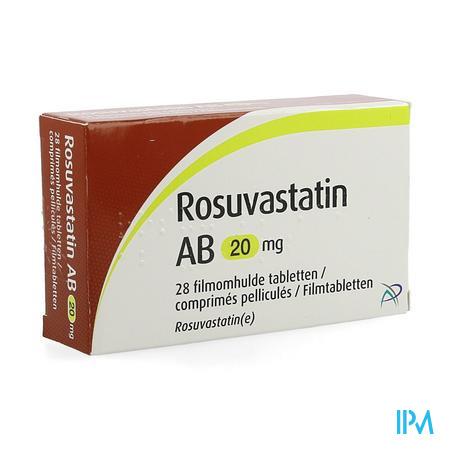 Rosuvastatin
AB 20 mg
28 filmomhulde tabletten /
comprimés pelliculés / Filmtabletten
Rosuvastatin(e)
Rosuvastatin AB 20 mg
28 filmomhulde tabletten /
comprimés pelliculés / Filmtabletten
IPM